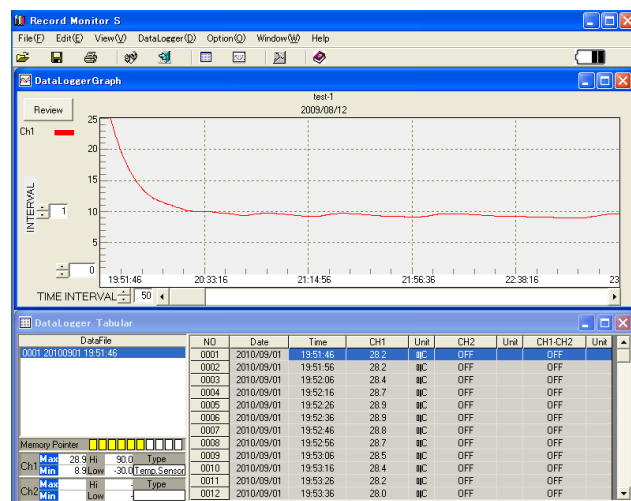 Record Monitor S
File(F) Edit(E) View(V) DataLogger(D) Option(O) Window(W) Help
DataLoggerGraph
test-1
2009/08/12
Review
Ch1
25
20
15
10
5
0
INTERVAL
1
19:51:46 20:33:16 21:14:56 21:56:36 22:38:16 23
TIME INTERVAL 50
DataLogger Tabular
DataFile
0001 20100901 19:51:46
Memory Pointer
Ch1 Max 28.9 Hi 90.0 Type
Min 8.9 Low -30.0 Temp.Sensor
Ch2 Max Hi - Type
Min Low -
NO Date Time CH1 Unit CH2 Unit CH1-CH2 Unit
0001 2010/09/01 19:51:46 28.2 OFF OFF
0002 2010/09/01 19:51:56 28.2 OFF OFF
0003 2010/09/01 19:52:06 28.4 OFF OFF
0004 2010/09/01 19:52:16 28.7 OFF OFF
0005 2010/09/01 19:52:26 28.9 OFF OFF
0006 2010/09/01 19:52:36 28.9 OFF OFF
0007 2010/09/01 19:52:46 28.8 OFF OFF
0008 2010/09/01 19:52:56 28.7 OFF OFF
0009 2010/09/01 19:53:06 28.5 OFF OFF
0010 2010/09/01 19:53:16 28.4 OFF OFF
0011 2010/09/01 19:53:26 28.2 OFF OFF
0012 2010/09/01 19:53:36 28.0 OFF OFF